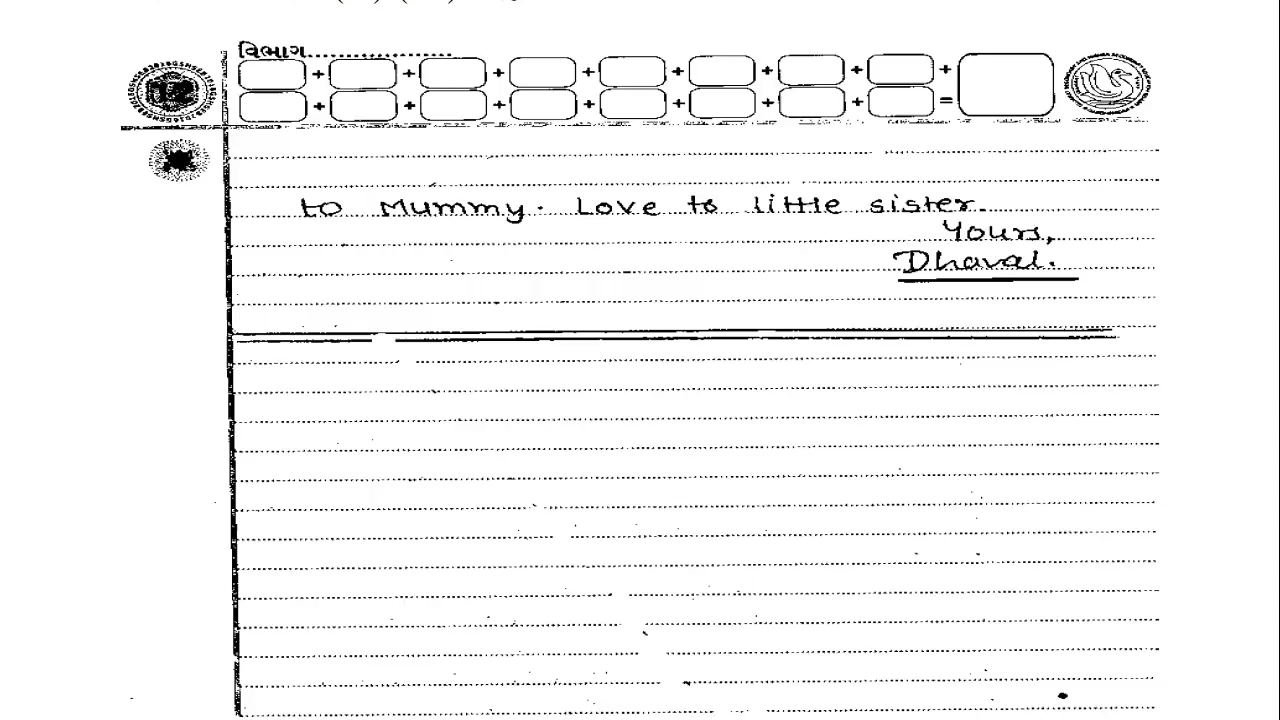 વિભાગ......................
+ + + + + + + +
+ + + + + + + =
to Mummy. Love to little sister.
Yours,
Dhaval.